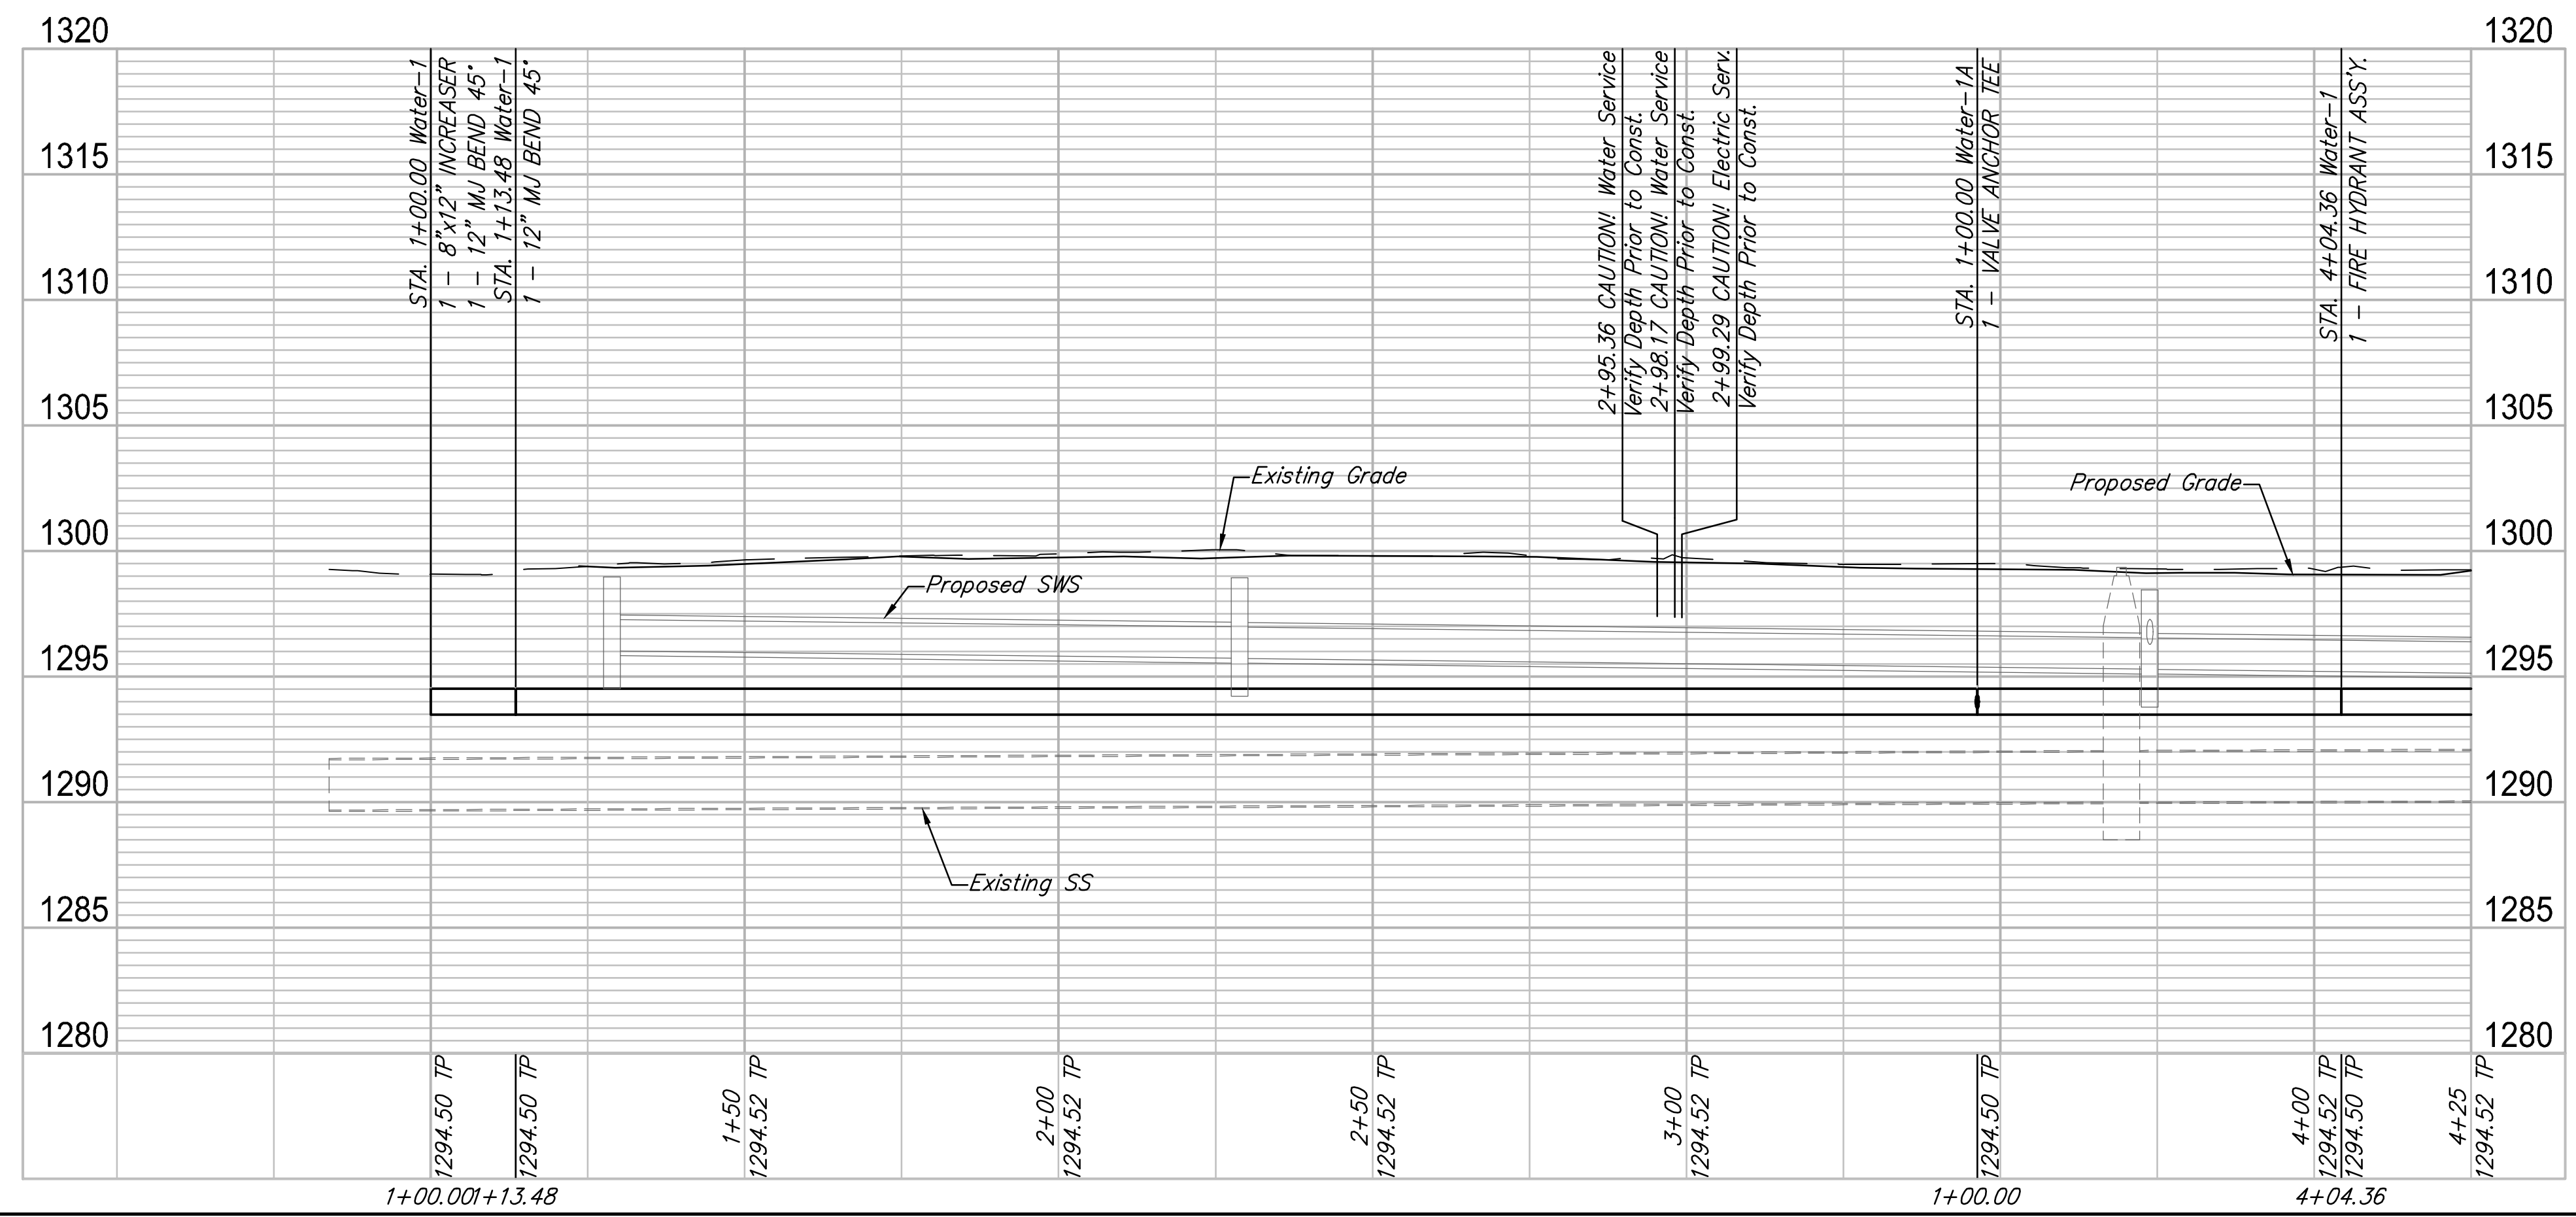 1320
1320
STA. 1+00.00 Water-1
1 - 8"x12" INCREASER
1 - 12" MJ BEND 45°
STA. 1+13.48 Water-1
1 - 12" MJ BEND 45°
2+95.36 CAUTION! Water Service
Verify Depth Prior to Const.
2+98.17 CAUTION! Water Service
Verify Depth Prior to Const.
2+99.29 CAUTION! Electric Serv.
Verify Depth Prior to Const.
STA. 1+00.00 Water-1A
1 - VALVE ANCHOR TEE
STA. 4+04.36 Water-1
1 - FIRE HYDRANT ASS'Y.
1315
1315
1310
1310
1305
1305
Existing Grade
Proposed Grade
1300
1300
Proposed SWS
1295
1295
1290
1290
Existing SS
1285
1285
1280
1280
1294.50 TP
1294.50 TP
1+50
1294.52 TP
2+00
1294.52 TP
2+50
1294.52 TP
3+00
1294.52 TP
1294.50 TP
4+00
1294.52 TP
1294.50 TP
4+25
1294.52 TP
1+00.00
1+13.48
1+00.00
4+04.36